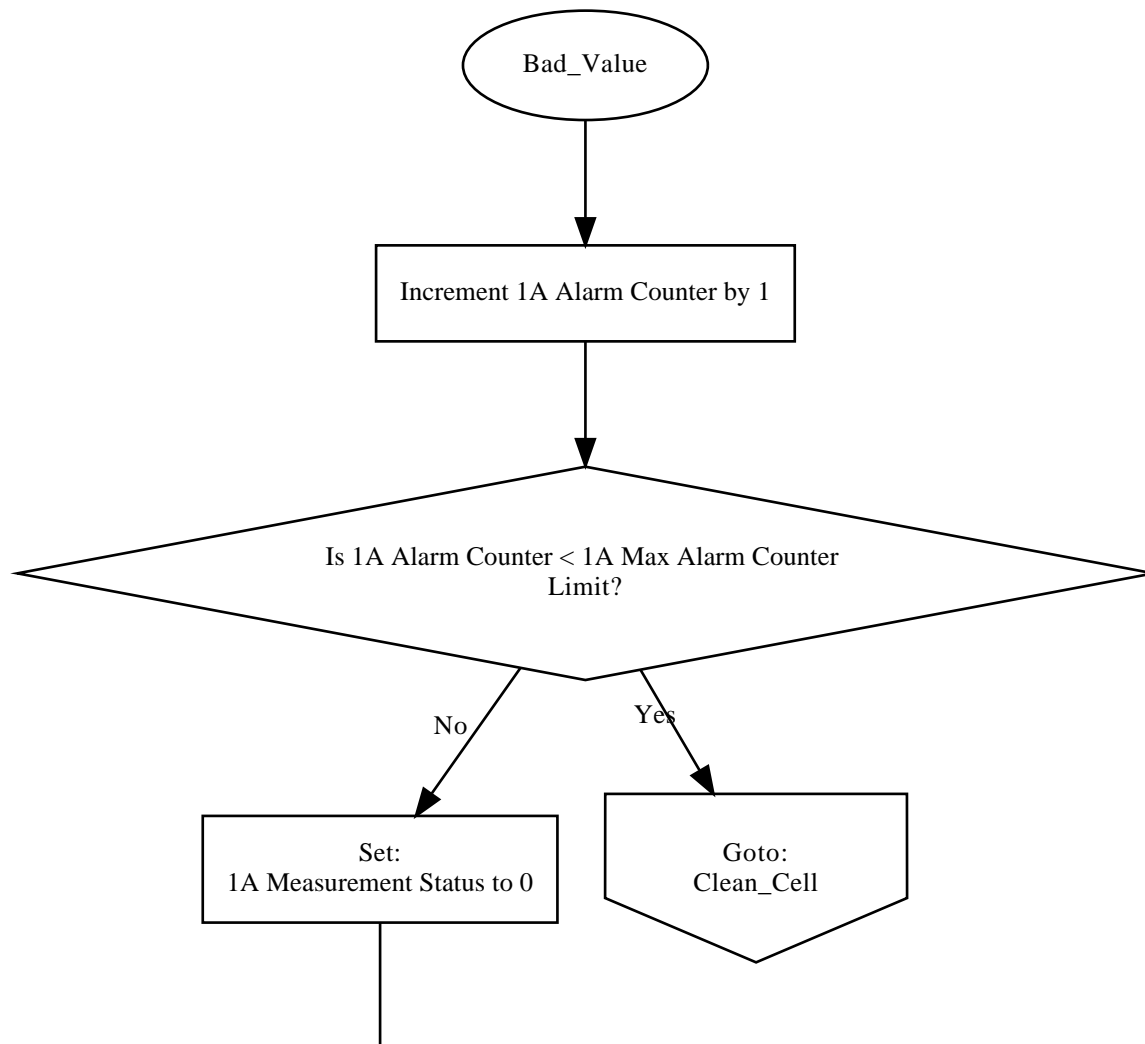 Bad_Value
Increment 1A Alarm Counter by 1
Is 1A Alarm Counter < 1A Max Alarm Counter
Limit?
No
Yes
Set:
1A Measurement Status to 0
Goto:
Clean_Cell